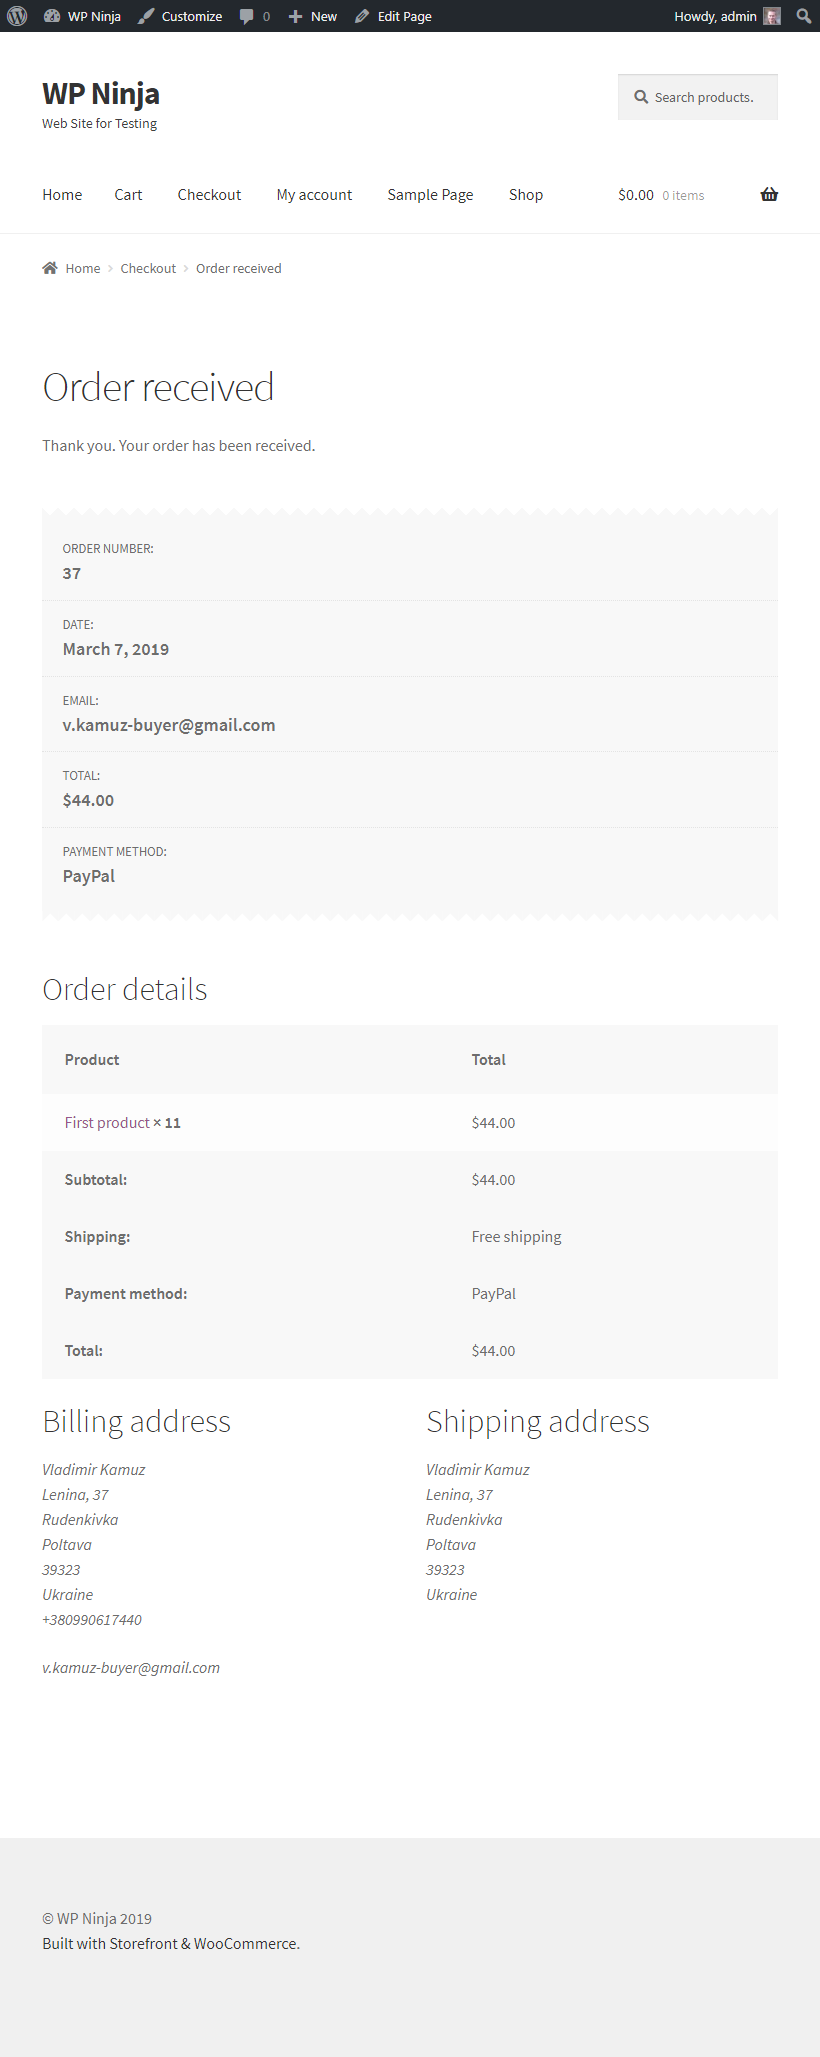 WP Ninja Customize 0 New Edit Page Howdy, admin
WP Ninja
Web Site for Testing
Search products.
Home Cart Checkout My account Sample Page Shop $0.00 0 items
Home Checkout Order received
Order received
Thank you. Your order has been received.
ORDER NUMBER:
37
DATE:
March 7, 2019
EMAIL:
v.kamuz-buyer@gmail.com
TOTAL:
$44.00
PAYMENT METHOD:
PayPal
Order details
Product Total
First product × 11 $44.00
Subtotal: $44.00
Shipping: Free shipping
Payment method: PayPal
Total: $44.00
Billing address
Vladimir Kamuz
Lenina, 37
Rudenkivka
Poltava
39323
Ukraine
+380990617440
v.kamuz-buyer@gmail.com
Shipping address
Vladimir Kamuz
Lenina, 37
Rudenkivka
Poltava
39323
Ukraine
© WP Ninja 2019
Built with Storefront & WooCommerce.